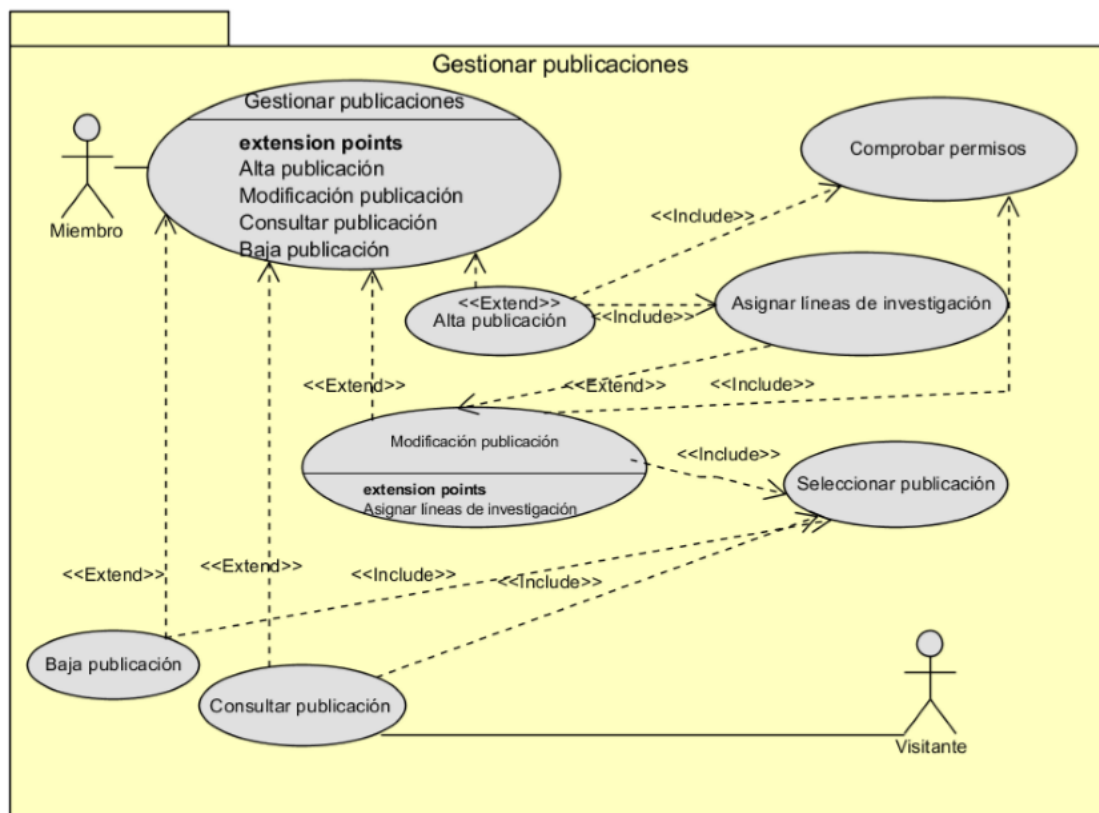 Gestionar publicaciones
Gestionar publicaciones
extension points
Alta publicación
Modificación publicación
Consultar publicación
Baja publicación
Miembro
Comprobar permisos
<<Include>>
<<Extend>>
Alta publicación
<<Include>>
Asignar líneas de investigación
<<Extend>>
<<Extend>>
<<Include>>
Modificación publicación
extension points
Asignar líneas de investigación
<<Include>>
Seleccionar publicación
<<Extend>>
<<Extend>>
<<Include>>
<<Include>>
Baja publicación
Consultar publicación
Visitante